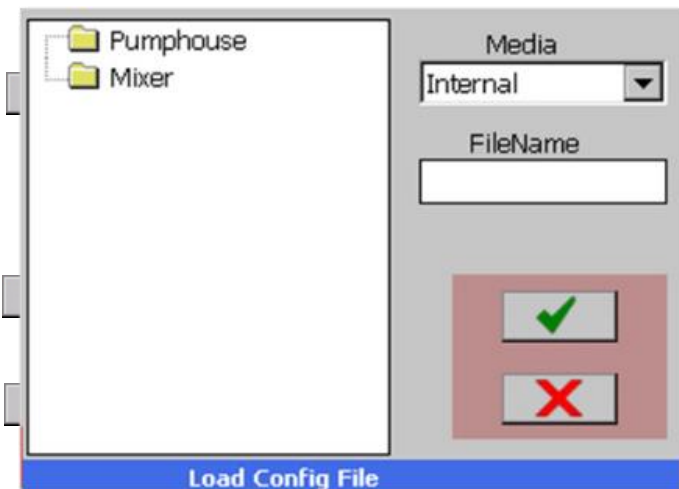 Pumphouse
Mixer
Media
Internal
FileName
Load Config File